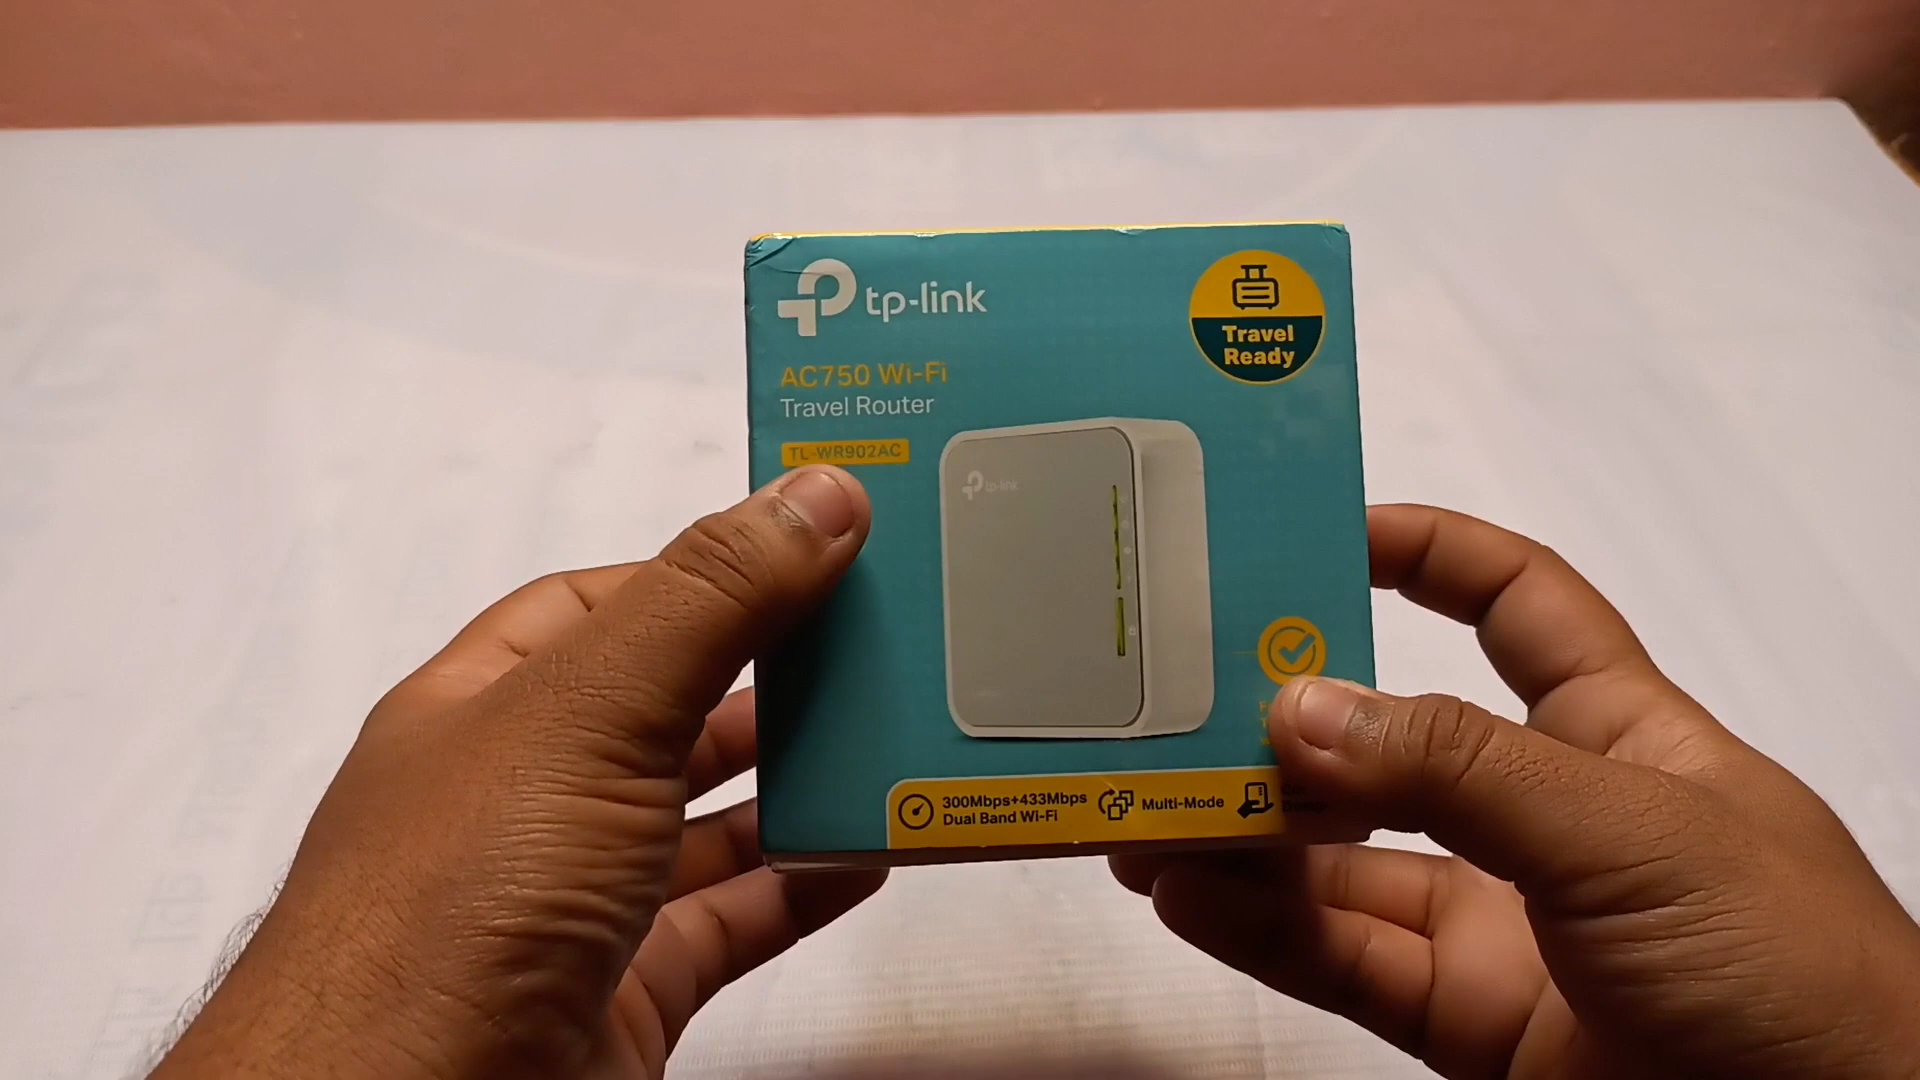 tp-link
Travel
Ready
AC750 Wi-Fi
Travel Router
TL-WR902AC
tp-link
300Mbps+433Mbps
Dual Band Wi-Fi
Multi-Mode